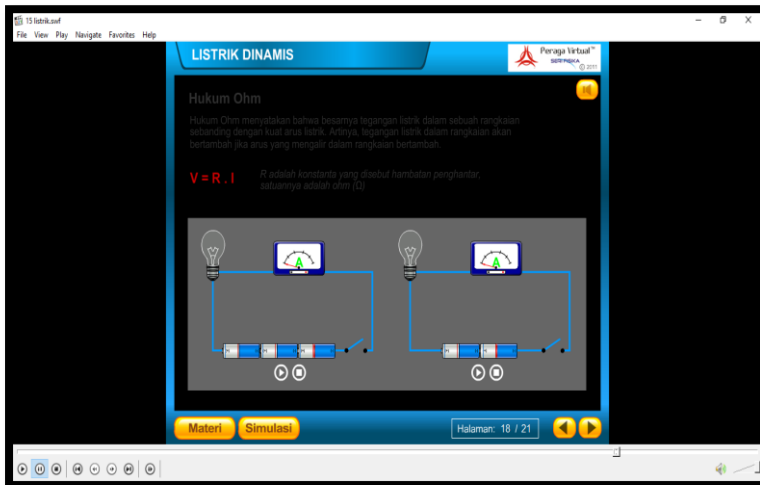 15 listrik.swf
File View Play Navigate Favorites Help
LISTRIK DINAMIS
Peraga Virtual™
© 2011
Hukum Ohm
Hukum Ohm menyatakan bahwa besarnya tegangan listrik dalam sebuah rangkaian
sebanding dengan kuat arus listrik. Artinya, tegangan listrik dalam rangkaian akan
bertambah jika arus yang mengalir dalam rangkaian bertambah.
V = R . I
R adalah konstanta yang disebut hambatan penghantar,
satuannya adalah ohm (Ω)
A
A
Materi
Simulasi
Halaman: 18 / 21